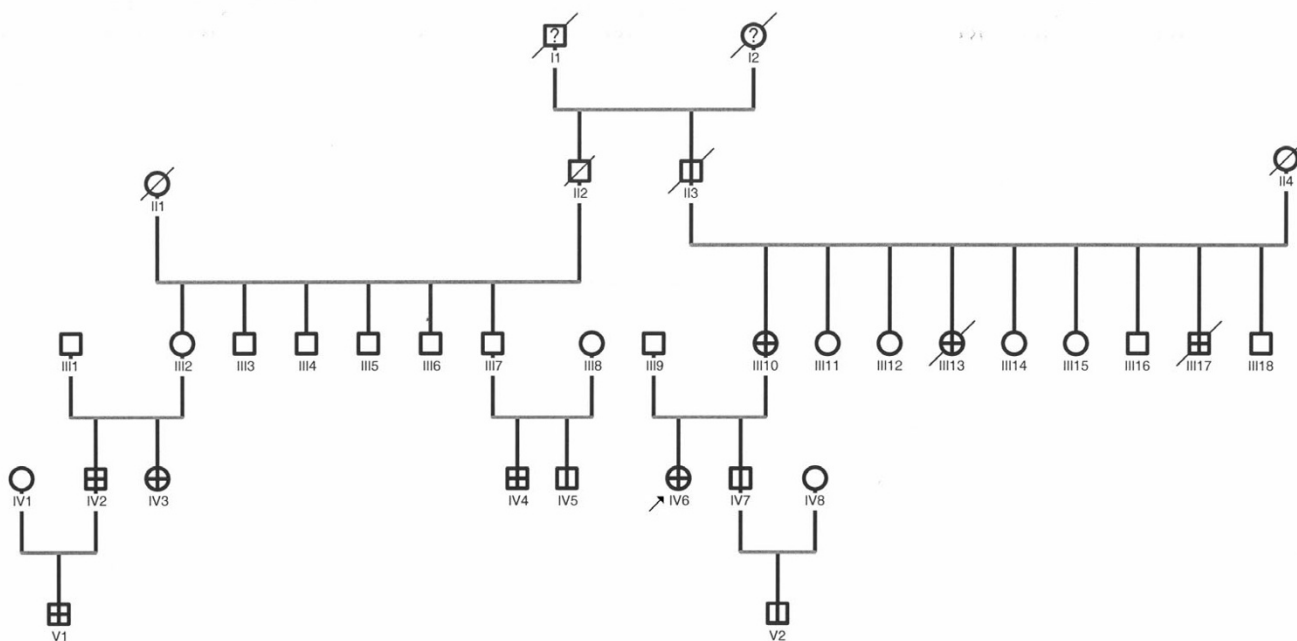 ? ?
I1 I2
II1 II2 II3 II4
III1 III2 III3 III4 III5 III6 III7 III8 III9 III10 III11 III12 III13 III14 III15 III16 III17 III18
IV1 IV2 IV3 IV4 IV5 IV6 IV7 IV8
V1 V2